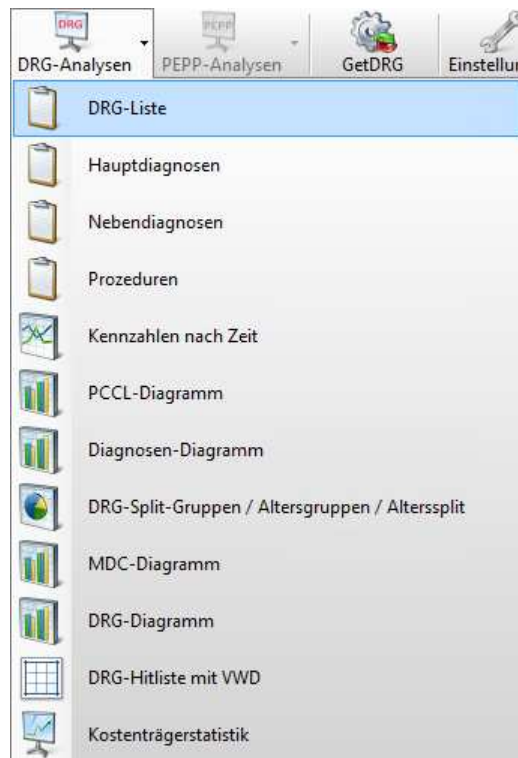 DRG PEPP
DRG-Analysen PEPP-Analysen GetDRG Einstellun
DRG-Liste
Hauptdiagnosen
Nebendiagnosen
Prozeduren
Kennzahlen nach Zeit
PCCL-Diagramm
Diagnosen-Diagramm
DRG-Split-Gruppen / Altersgruppen / Alterssplit
MDC-Diagramm
DRG-Diagramm
DRG-Hitliste mit VWD
Kostenträgerstatistik